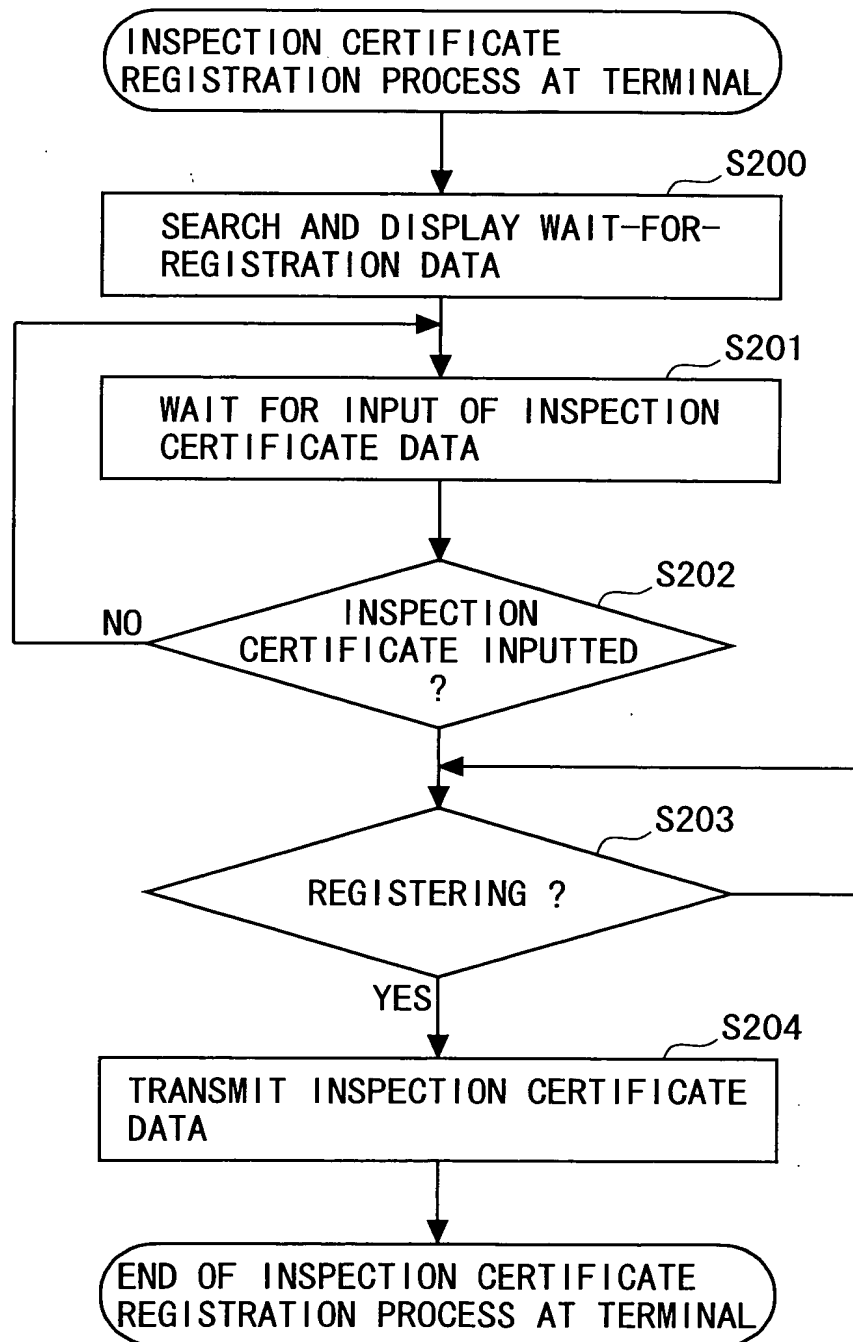 INSPECTION CERTIFICATE
REGISTRATION PROCESS AT TERMINAL
S200
SEARCH AND DISPLAY WAIT-FOR-
REGISTRATION DATA
S201
WAIT FOR INPUT OF INSPECTION
CERTIFICATE DATA
S202
INSPECTION
CERTIFICATE INPUTTED
?
NO
S203
REGISTERING ?
YES
S204
TRANSMIT INSPECTION CERTIFICATE
DATA
END OF INSPECTION CERTIFICATE
REGISTRATION PROCESS AT TERMINAL